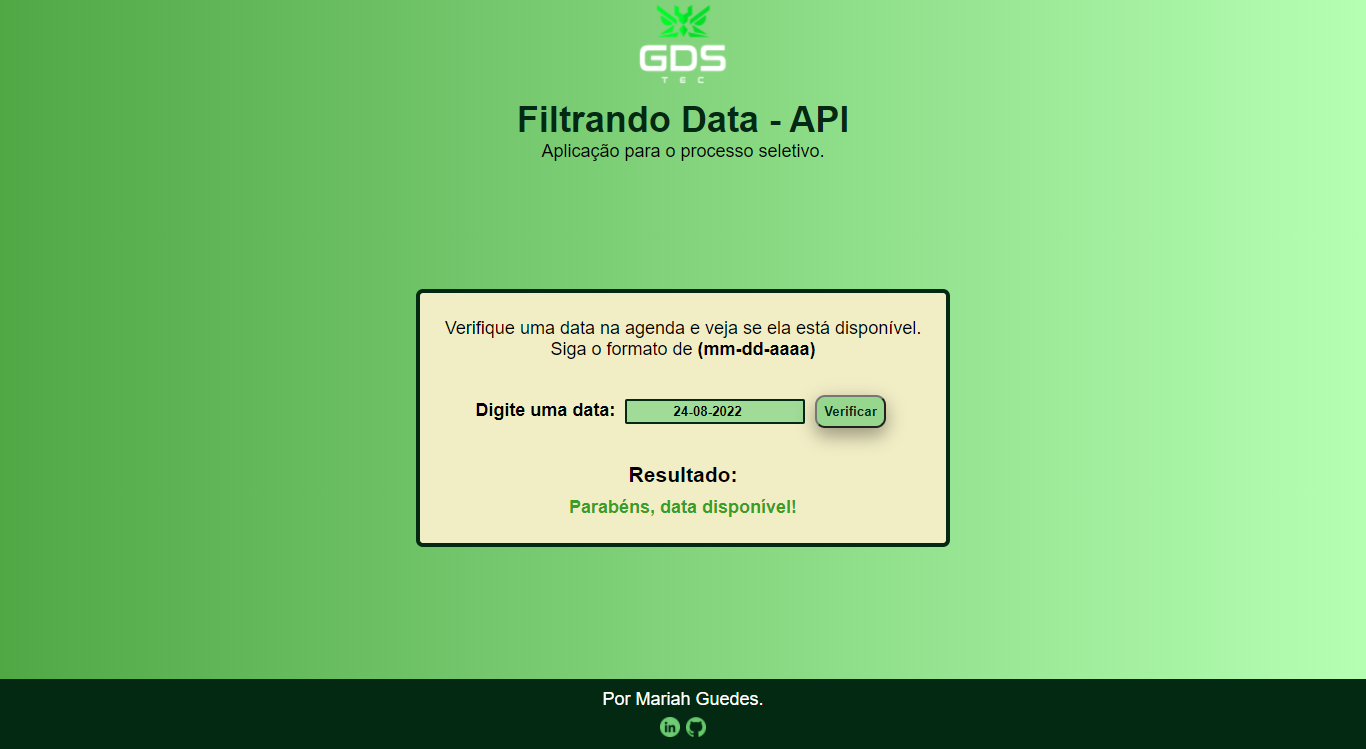 GDS
TEC
Filtrando Data - API
Aplicação para o processo seletivo.
Verifique uma data na agenda e veja se ela está disponível.
Siga o formato de (mm-dd-aaaa)
Digite uma data: 24-08-2022 Verificar
Resultado:
Parabéns, data disponível!
Por Mariah Guedes.
in